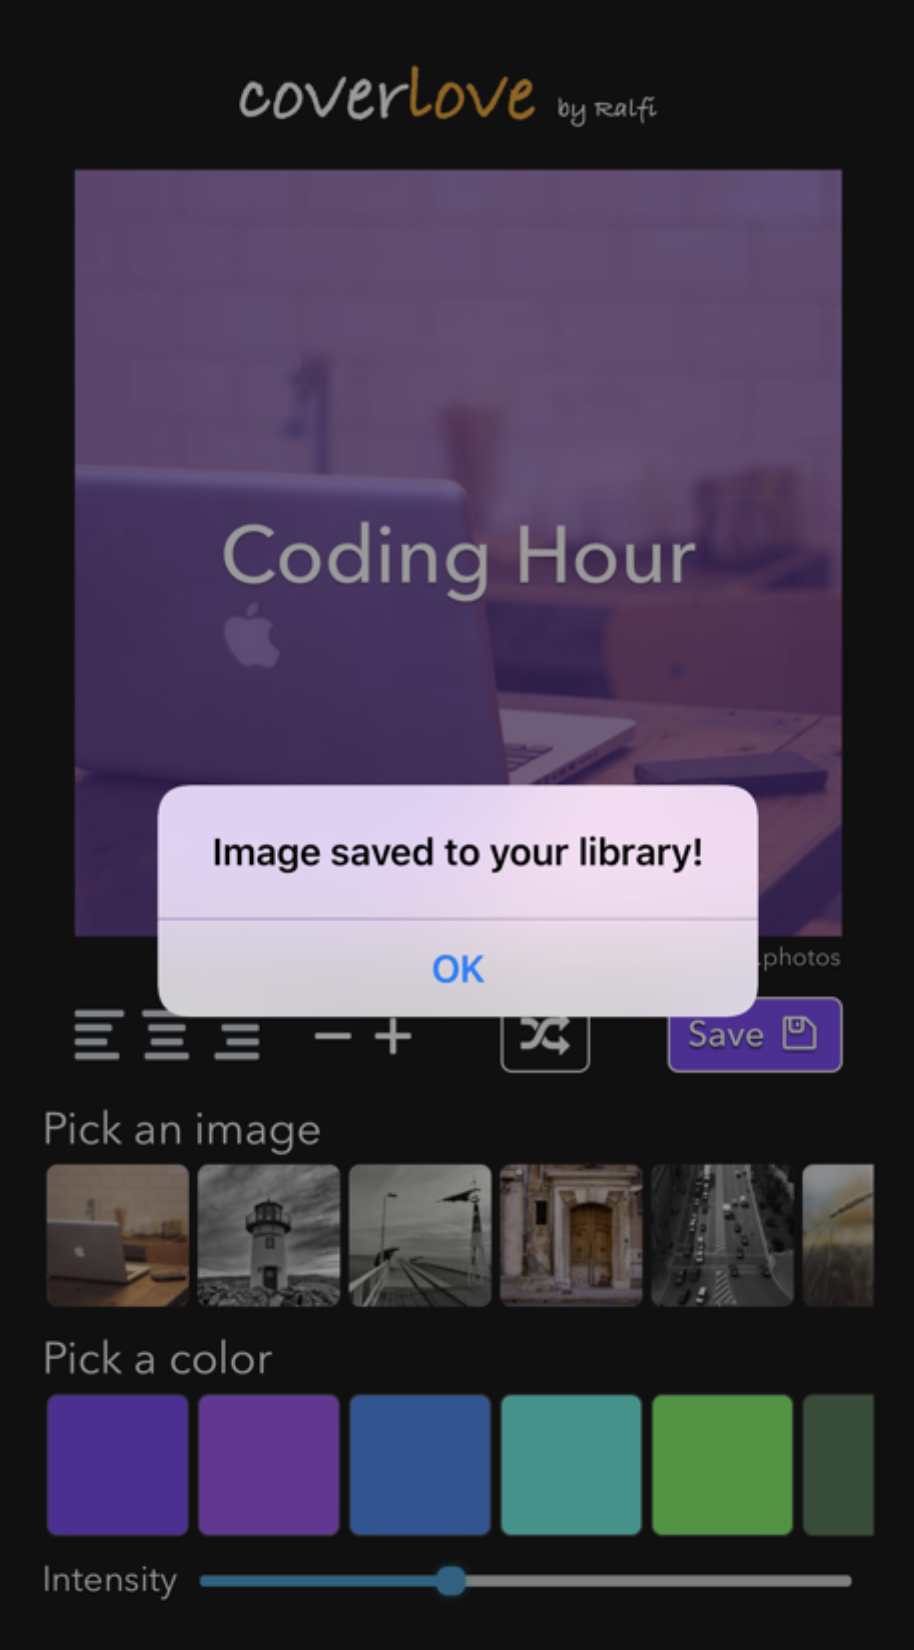 coverlove by Ralfi
Coding Hour
Image saved to your library!
OK
.photos
Save
Pick an image
Pick a color
Intensity